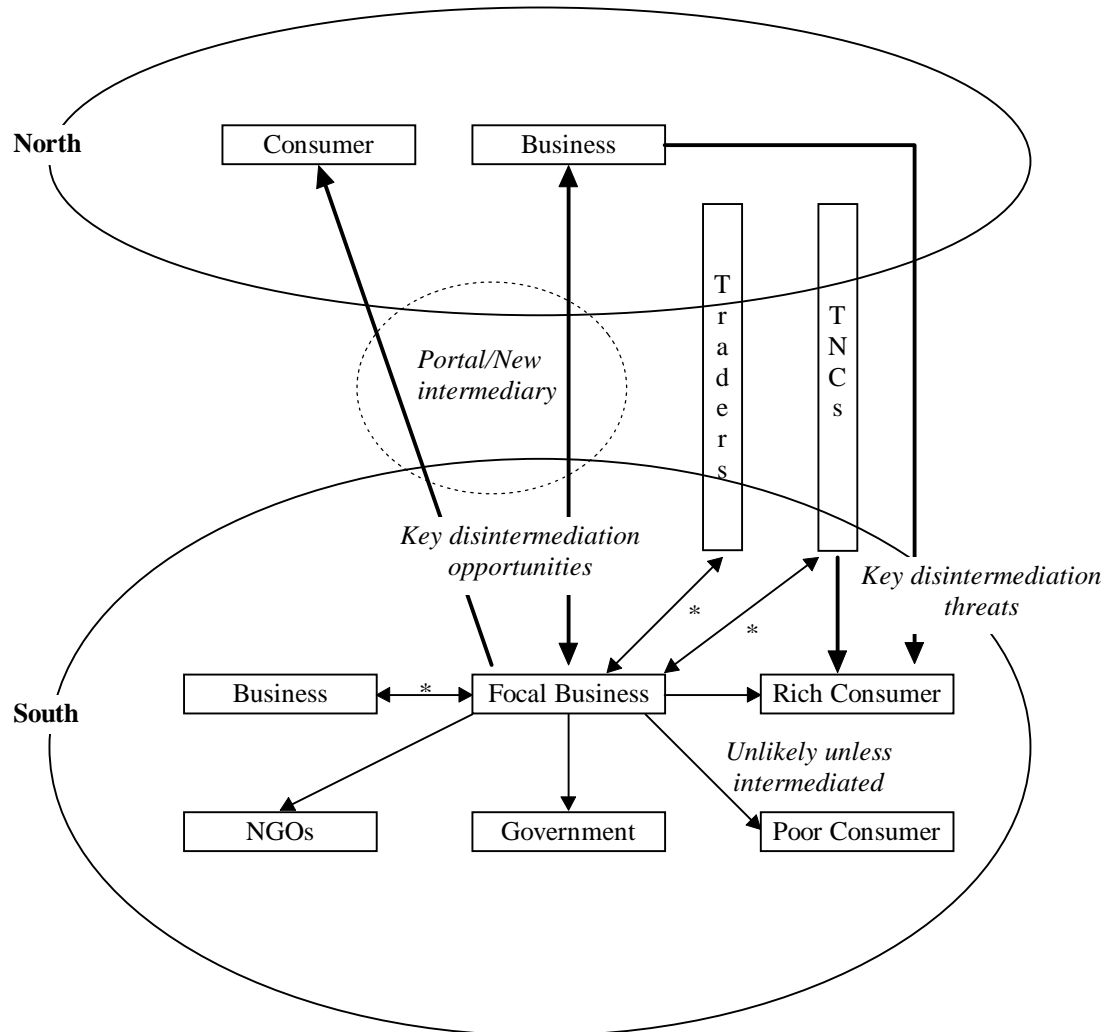 North
Consumer
Business
Traders
TNCs
Portal/New
intermediary
Key disintermediation
opportunities
Key disintermediation
threats
*
*
South
Business
*
Focal Business
Rich Consumer
Unlikely unless
intermediated
NGOs
Government
Poor Consumer